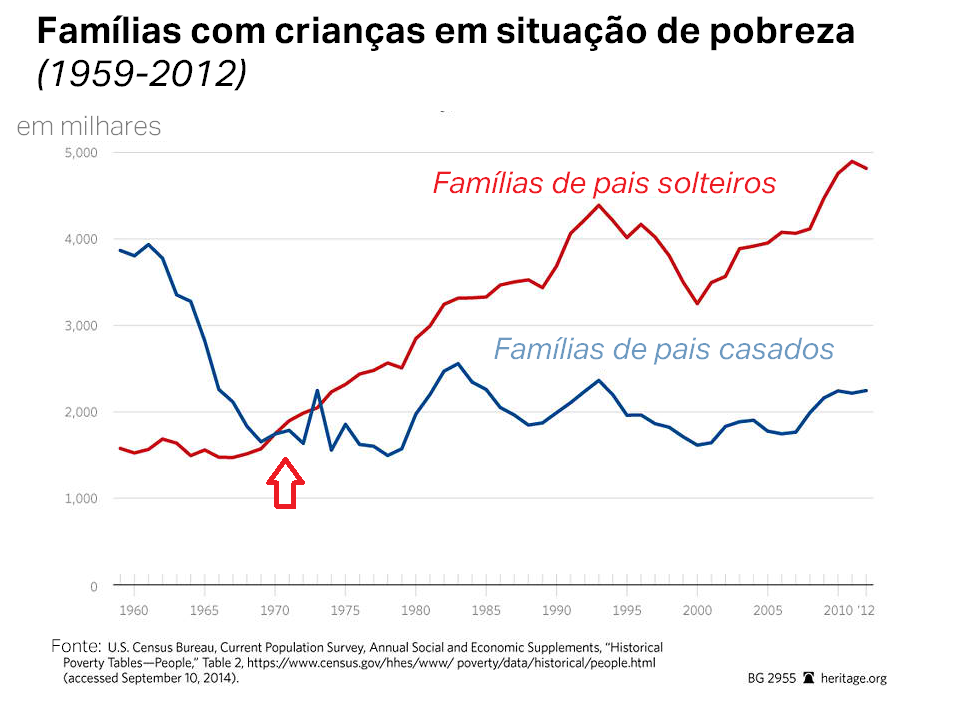 Famílias com crianças em situação de pobreza
(1959-2012)
em milhares
5,000
Famílias de pais solteiros
4,000
3,000
Famílias de pais casados
2,000
1,000
0
1960 1965 1970 1975 1980 1985 1990 1995 2000 2005 2010 '12
Fonte: U.S. Census Bureau, Current Population Survey, Annual Social and Economic Supplements, “Historical
Poverty Tables—People,” Table 2, https://www.census.gov/hhes/www/ poverty/data/historical/people.html
(accessed September 10, 2014).
BG 2955 heritage.org